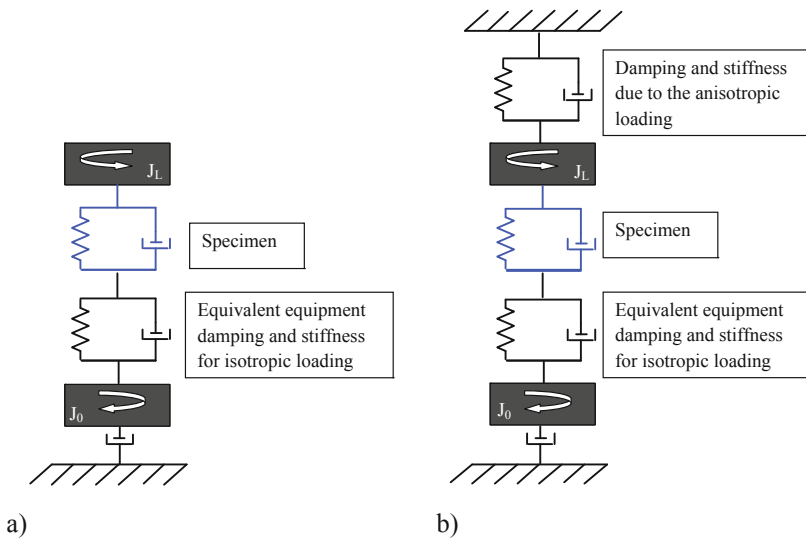 J_L
Specimen
Equivalent equipment
damping and stiffness
for isotropic loading
J_0
a)
Damping and stiffness
due to the anisotropic
loading
J_L
Specimen
Equivalent equipment
damping and stiffness
for isotropic loading
J_0
b)